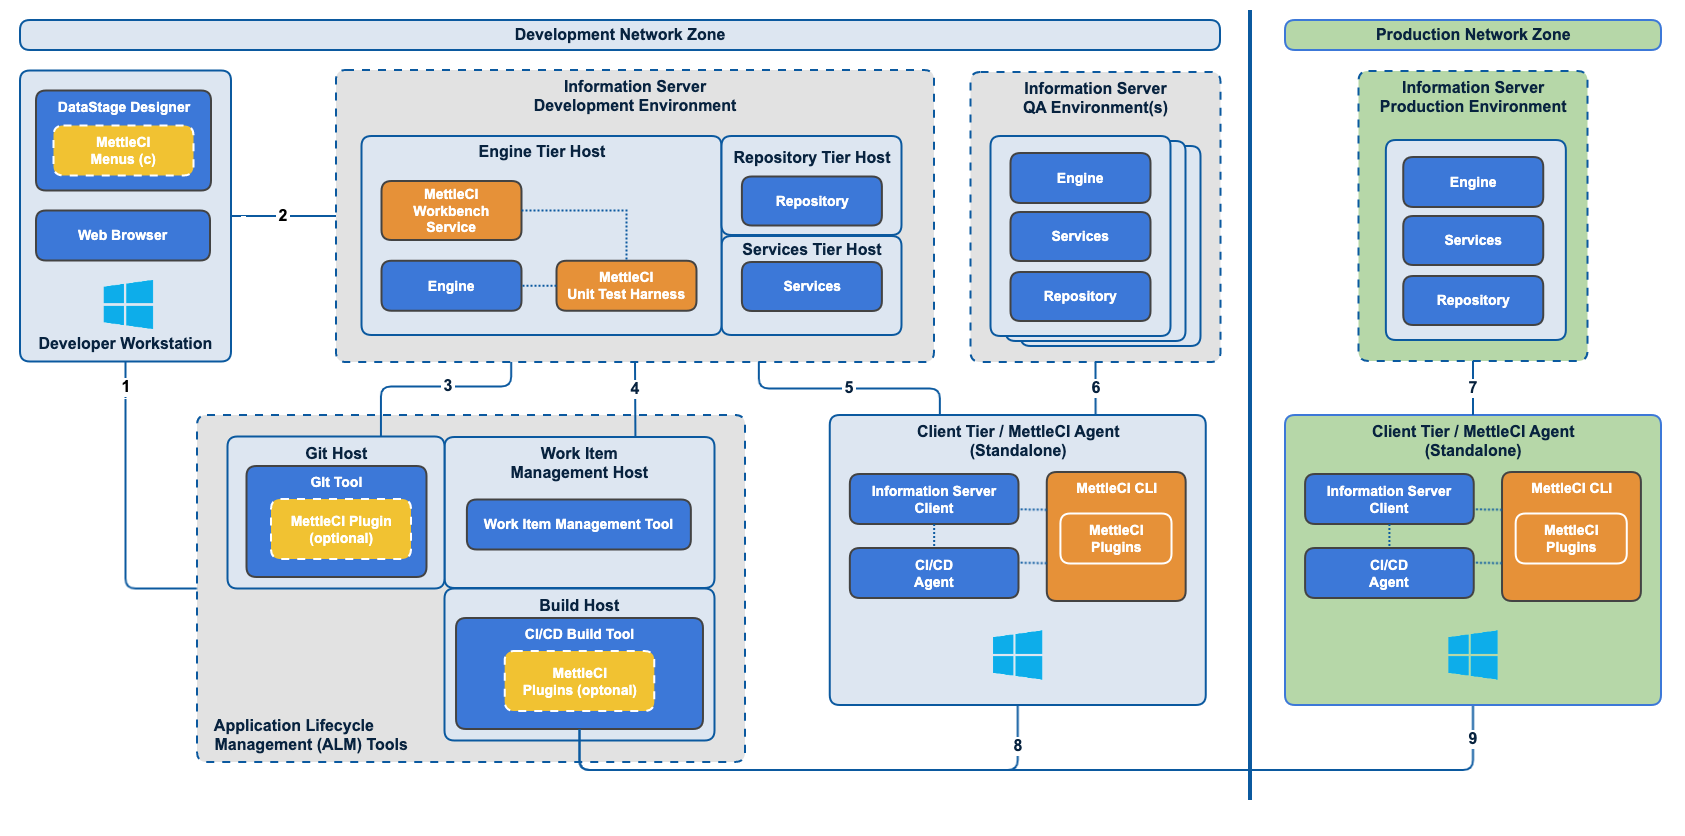 Development Network Zone
Production Network Zone
DataStage Designer
MettleCI
Menus (c)
Web Browser
Developer Workstation
2
Information Server
Development Environment
Engine Tier Host
MettleCI
Workbench
Service
Engine
MettleCI
Unit Test Harness
Repository Tier Host
Repository
Services Tier Host
Services
Information Server
QA Environment(s)
Engine
Services
Repository
Information Server
Production Environment
Engine
Services
Repository
1
3
4
5
6
7
Git Host
Git Tool
MettleCI Plugin
(optional)
Work Item
Management Host
Work Item Management Tool
Build Host
CI/CD Build Tool
MettleCI
Plugins (optonal)
Application Lifecycle
Management (ALM) Tools
Client Tier / MettleCI Agent
(Standalone)
Information Server
Client
CI/CD
Agent
MettleCI CLI
MettleCI
Plugins
Client Tier / MettleCI Agent
(Standalone)
Information Server
Client
CI/CD
Agent
MettleCI CLI
MettleCI
Plugins
8
9